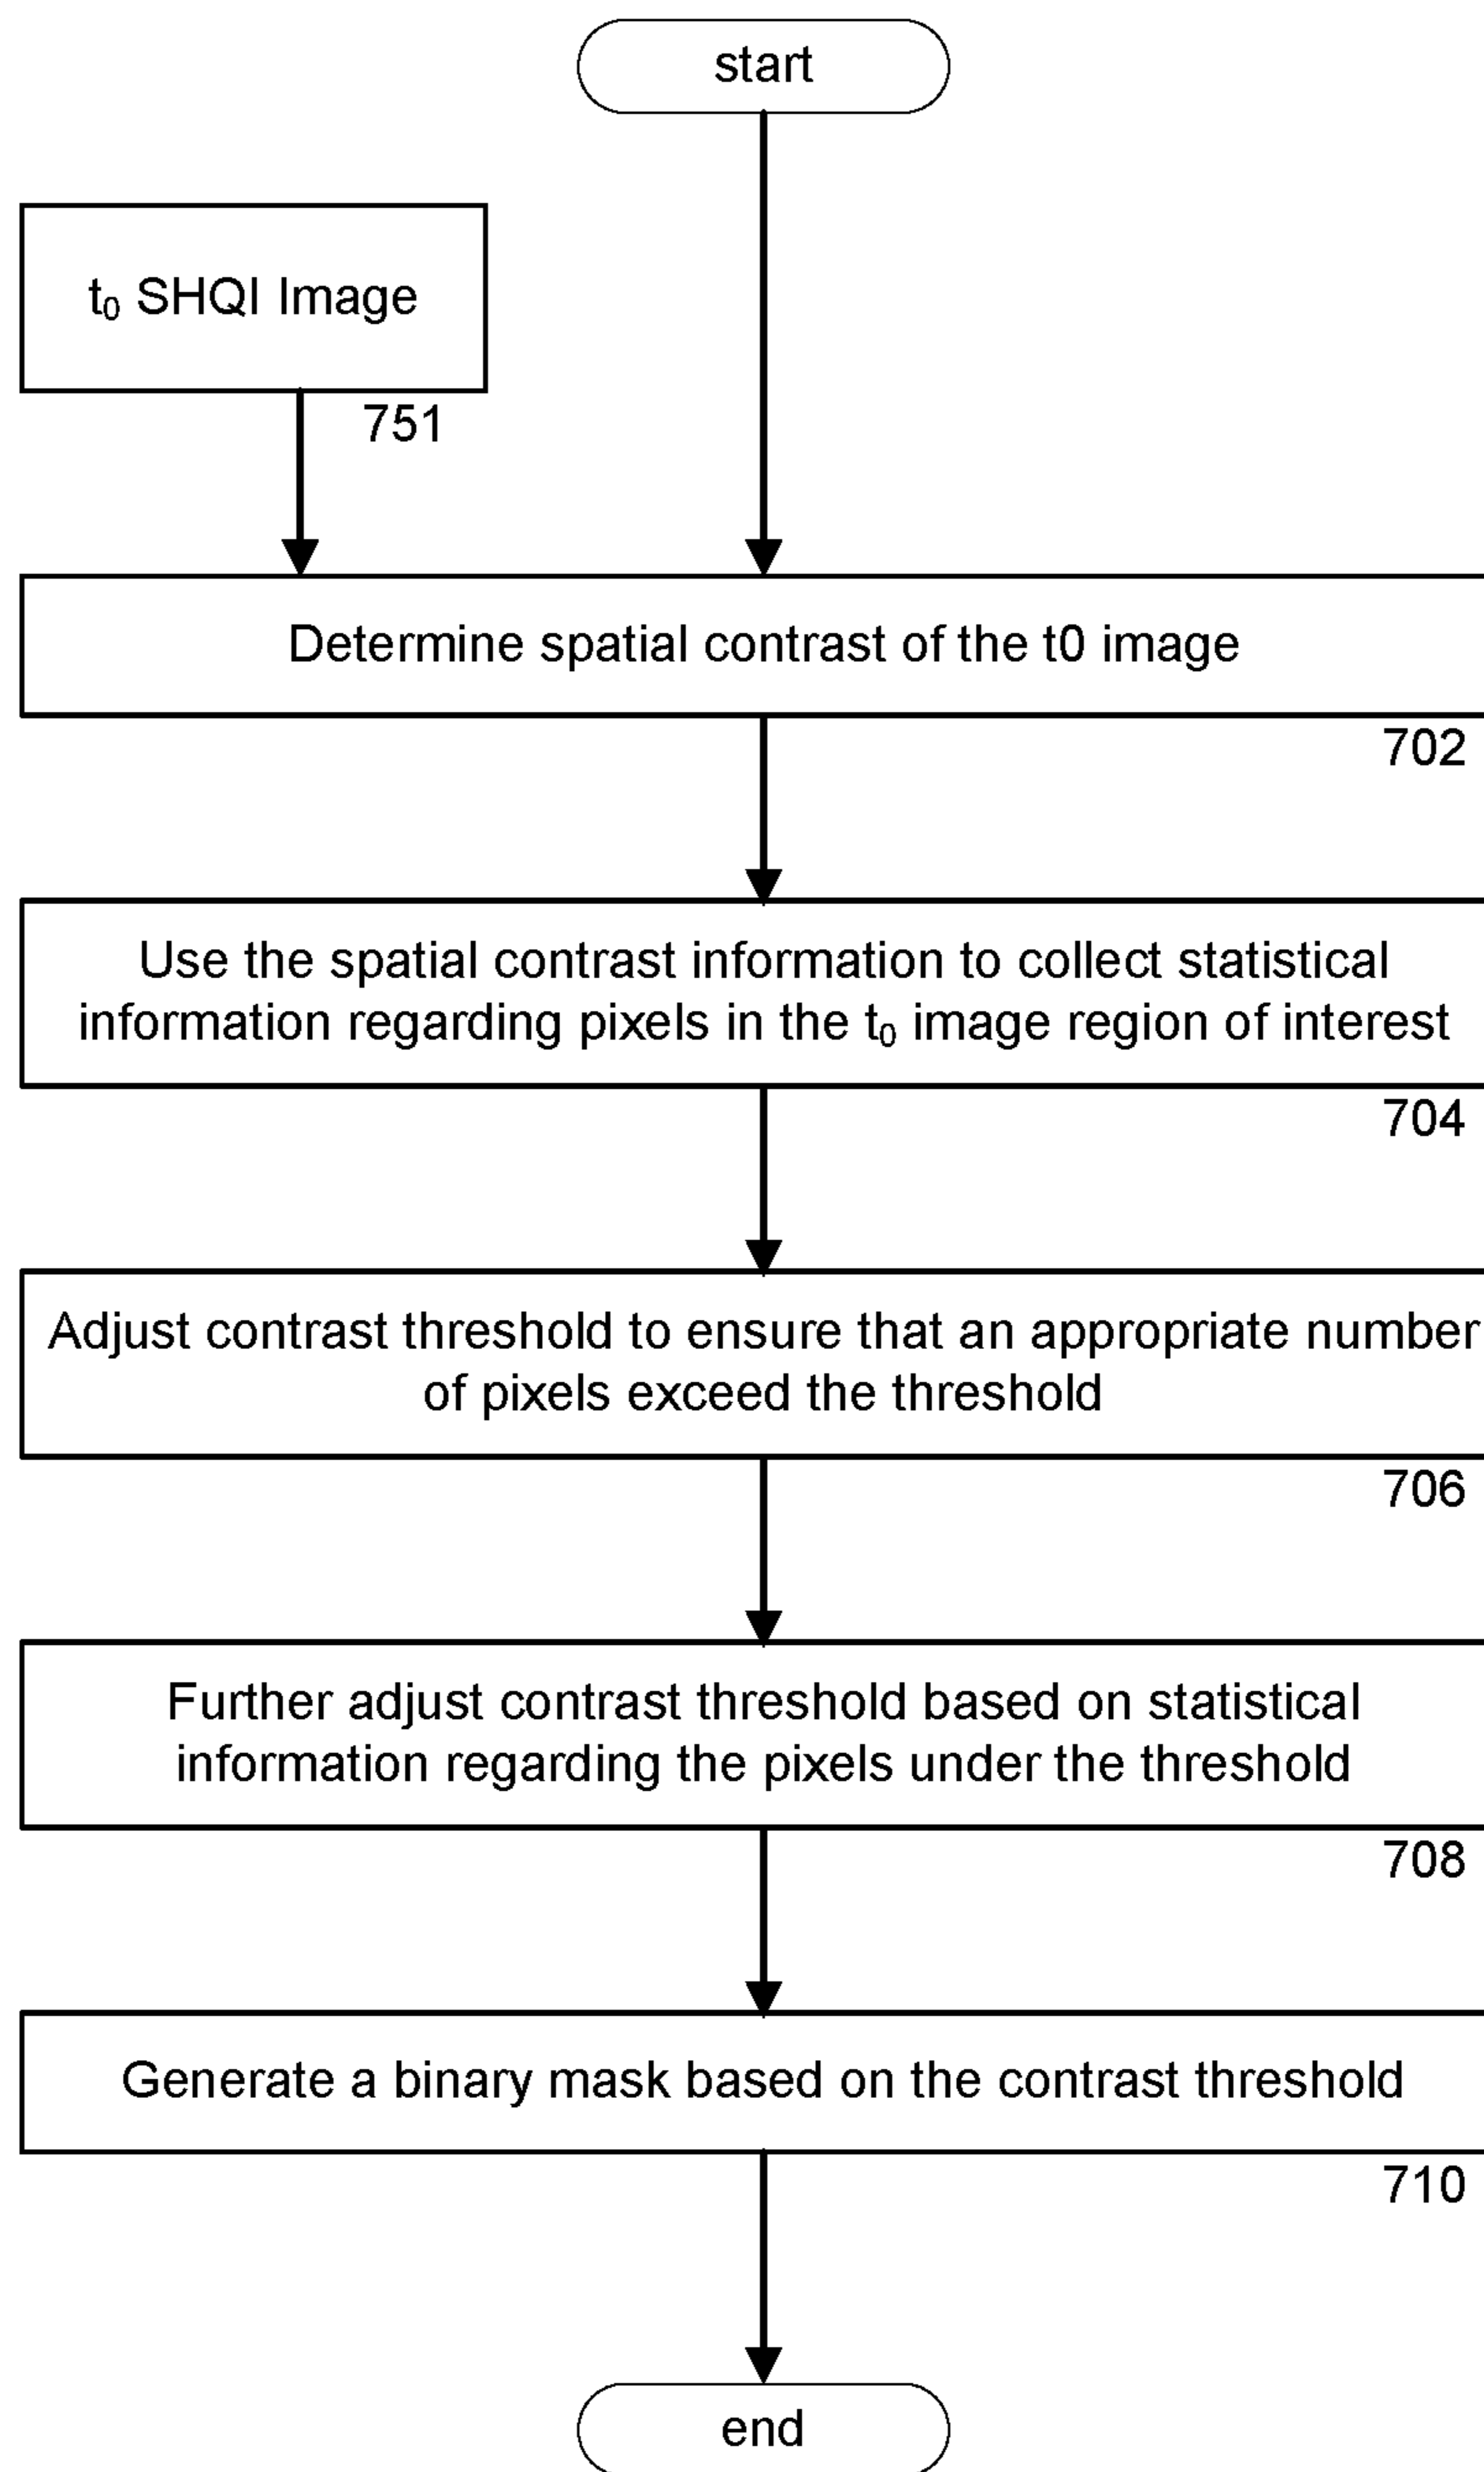 start
t₀ SHQI Image
751
Determine spatial contrast of the t0 image
702
Use the spatial contrast information to collect statistical
information regarding pixels in the t₀ image region of interest
704
Adjust contrast threshold to ensure that an appropriate number
of pixels exceed the threshold
706
Further adjust contrast threshold based on statistical
information regarding the pixels under the threshold
708
Generate a binary mask based on the contrast threshold
710
end